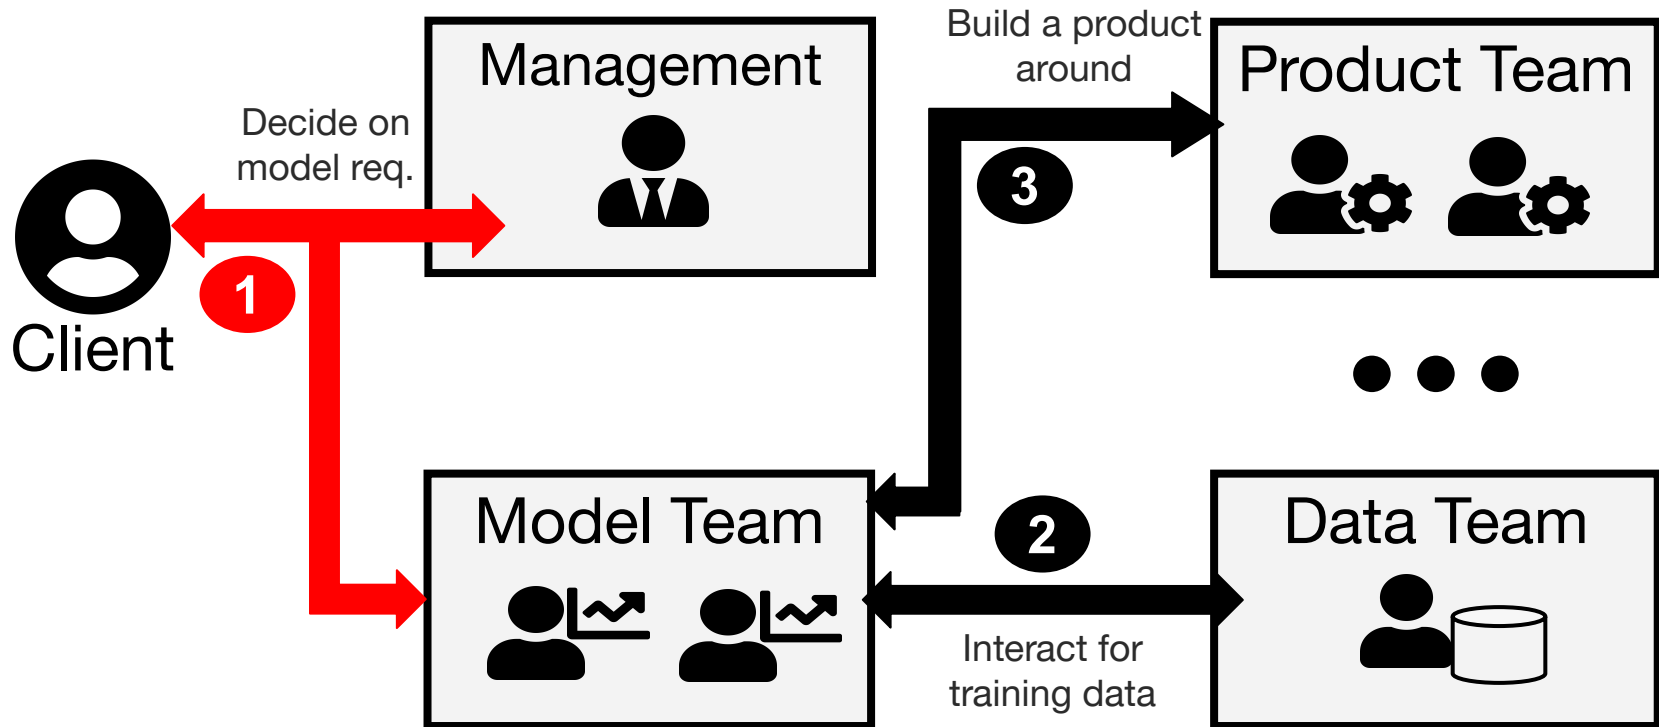 Management
Build a product
around
Product Team
Decide on
model req.
3
1
Client
Model Team
2
Data Team
Interact for
training data